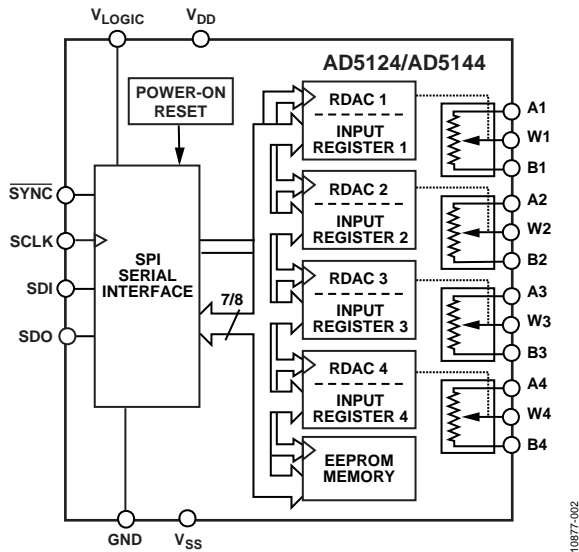 VLOGIC
VDD
AD5124/AD5144
POWER-ON
RESET
RDAC 1
INPUT
REGISTER 1
A1
W1
B1
SYNC
SCLK
SDI
SDO
SPI
SERIAL
INTERFACE
7/8
RDAC 2
INPUT
REGISTER 2
A2
W2
B2
RDAC 3
INPUT
REGISTER 3
A3
W3
B3
RDAC 4
INPUT
REGISTER 4
A4
W4
B4
EEPROM
MEMORY
GND
VSS
10877-002